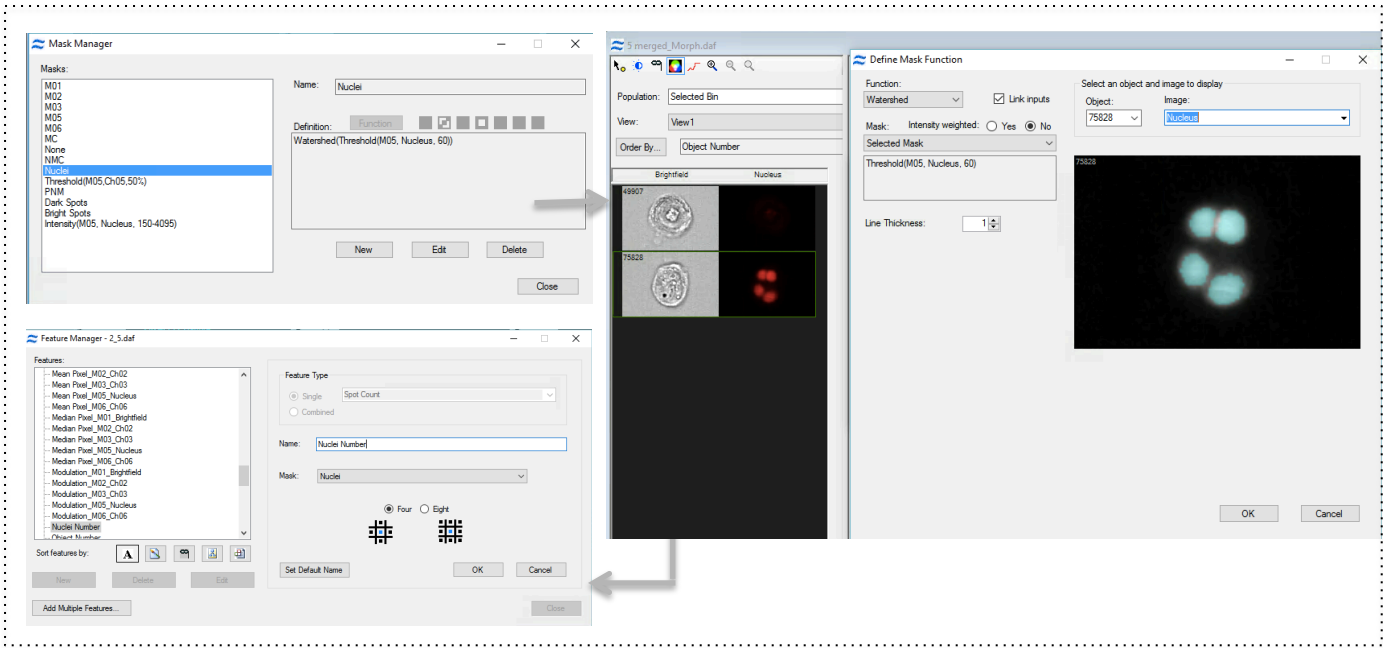 Mask Manager
Masks:
M01
M02
M03
M05
M06
MC
None
NMC
Nuclei
Threshold(M05,Ch05,50%)
PNM
Dark Spots
Bright Spots
Intensity(M05, Nucleus, 150-4095)
Name: Nuclei
Definition: Function
Watershed(Threshold(M05, Nucleus, 60))
New Edit Delete
Close
5 merged_Morph.daf
Population: Selected Bin
View: View1
Order By... Object Number
Brightfield Nucleus
49907
75828
Define Mask Function
Function:
Watershed Link inputs
Mask: Intensity weighted: Yes No
Selected Mask
Threshold(M05, Nucleus, 60)
Line Thickness: 1
Select an object and image to display
Object: Image:
75828 Nucleus
75828
OK Cancel
Feature Manager - 2_5.daf
Features:
Mean Pixel_M02_Ch02
Mean Pixel_M03_Ch03
Mean Pixel_M05_Nucleus
Mean Pixel_M06_Ch06
Median Pixel_M01_Brightfield
Median Pixel_M02_Ch02
Median Pixel_M03_Ch03
Median Pixel_M05_Nucleus
Median Pixel_M06_Ch06
Modulation_M01_Brightfield
Modulation_M02_Ch02
Modulation_M03_Ch03
Modulation_M05_Nucleus
Modulation_M06_Ch06
Nuclei Number
Object Number
Sort features by: A
New Delete Edit
Add Multiple Features...
Feature Type
Single Spot Count
Combined
Name: Nuclei Number
Mask: Nuclei
Four Eight
Set Default Name OK Cancel
Close